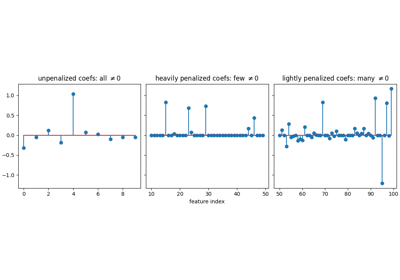 unpenalized coefs: all ≠0
heavily penalized coefs: few ≠0
lightly penalized coefs: many ≠0
1.0
0.5
0.0
−0.5
−1.0
0 2 4 6 8
10 20 30 40 50
50 60 70 80 90 100
feature index